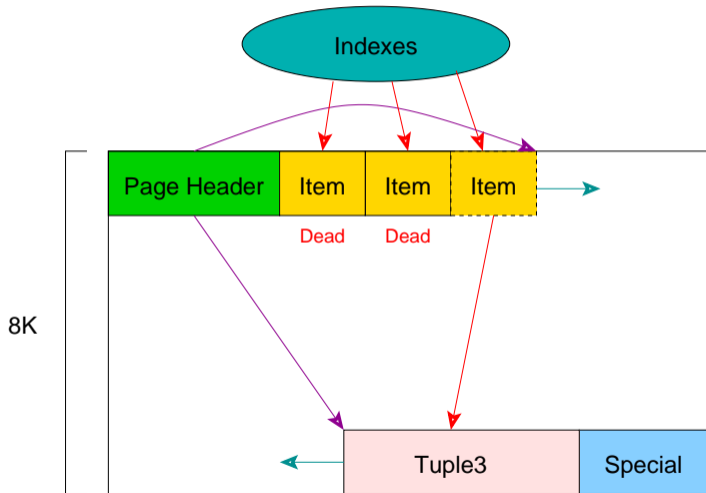 Indexes
Page Header Item Item Item
Dead Dead
8K
Tuple3 Special